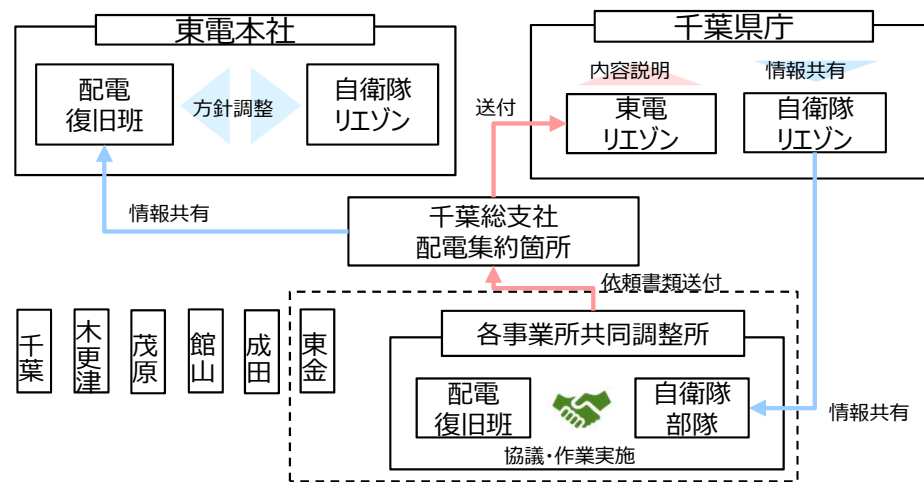 東電本社
配電
復旧班
方針調整
自衛隊
リエゾン
千葉県庁
内容説明
情報共有
送付
東電
リエゾン
自衛隊
リエゾン
情報共有
千葉総支社
配電集約箇所
依頼書類送付
千葉
木更津
茂原
館山
成田
東金
各事業所共同調整所
配電
復旧班
自衛隊
部隊
協議・作業実施
情報共有